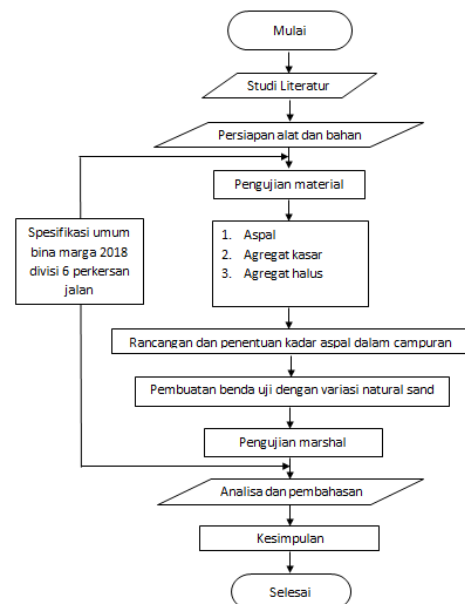 Mulai
Studi Literatur
Persiapan alat dan bahan
Pengujian material
Spesifikasi umum
bina marga 2018
divisi 6 perkersan
jalan
1. Aspal
2. Agregat kasar
3. Agregat halus
Rancangan dan penentuan kadar aspal dalam campuran
Pembuatan benda uji dengan variasi natural sand
Pengujian marshal
Analisa dan pembahasan
Kesimpulan
Selesai